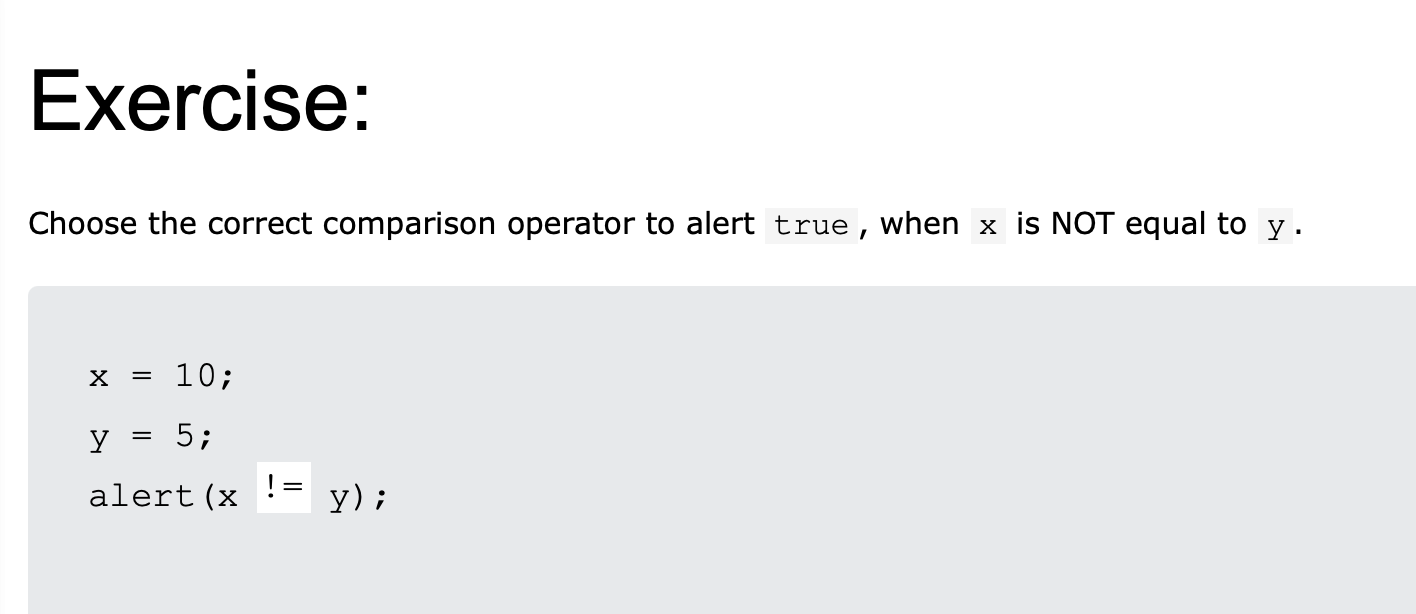 Exercise:
Choose the correct comparison operator to alert true, when x is NOT equal to y.
x = 10;
y = 5;
alert(x != y);